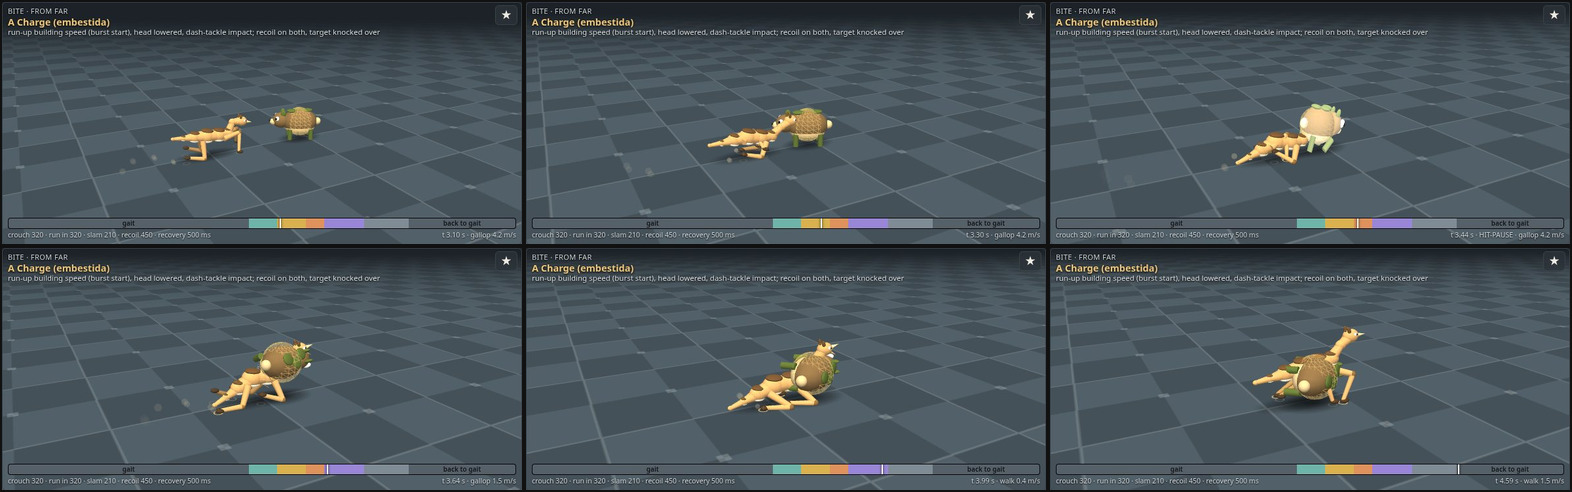 BITE · FROM FAR
A Charge (embestida)
run-up building speed (burst start), head lowered, dash-tackle impact; recoil on both, target knocked over
★
gait
back to gait
crouch 320 · run in 320 · slam 210 · recoil 450 · recovery 500 ms
t 3.10 s · gallop 4.2 m/s
BITE · FROM FAR
A Charge (embestida)
run-up building speed (burst start), head lowered, dash-tackle impact; recoil on both, target knocked over
★
gait
back to gait
crouch 320 · run in 320 · slam 210 · recoil 450 · recovery 500 ms
t 3.30 s · gallop 4.2 m/s
BITE · FROM FAR
A Charge (embestida)
run-up building speed (burst start), head lowered, dash-tackle impact; recoil on both, target knocked over
★
gait
back to gait
crouch 320 · run in 320 · slam 210 · recoil 450 · recovery 500 ms
t 3.44 s · HIT-PAUSE · gallop 4.2 m/s
BITE · FROM FAR
A Charge (embestida)
run-up building speed (burst start), head lowered, dash-tackle impact; recoil on both, target knocked over
★
gait
back to gait
crouch 320 · run in 320 · slam 210 · recoil 450 · recovery 500 ms
t 3.64 s · gallop 1.5 m/s
BITE · FROM FAR
A Charge (embestida)
run-up building speed (burst start), head lowered, dash-tackle impact; recoil on both, target knocked over
★
gait
back to gait
crouch 320 · run in 320 · slam 210 · recoil 450 · recovery 500 ms
t 3.99 s · walk 0.4 m/s
BITE · FROM FAR
A Charge (embestida)
run-up building speed (burst start), head lowered, dash-tackle impact; recoil on both, target knocked over
★
gait
back to gait
crouch 320 · run in 320 · slam 210 · recoil 450 · recovery 500 ms
t 4.59 s · walk 1.5 m/s